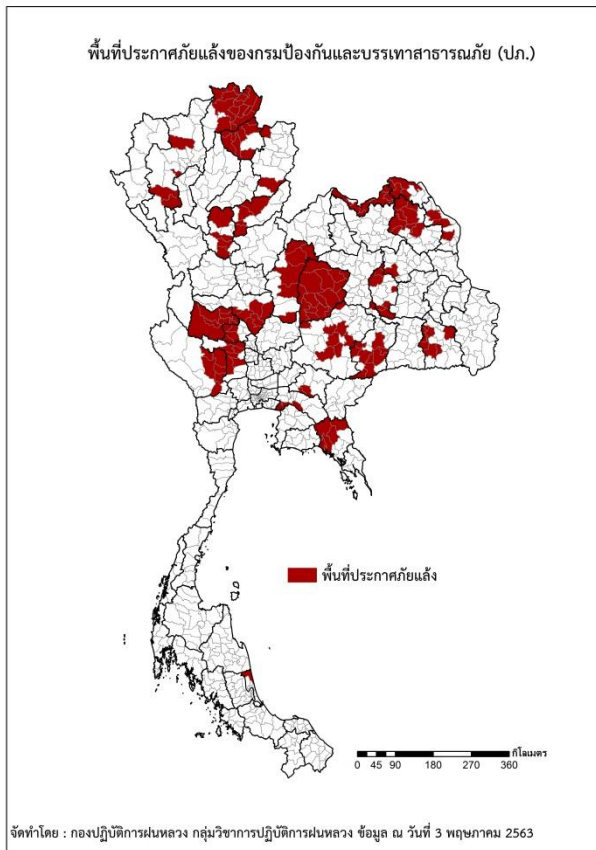 พื้นที่ประกาศภัยแล้งของกรมป้องกันและบรรเทาสาธารณภัย (ปภ.)
พื้นที่ประกาศภัยแล้ง
กิโลเมตร
0 45 90 180 270 360
จัดทำโดย : กองปฏิบัติการฝนหลวง กลุ่มวิชาการปฏิบัติการฝนหลวง ข้อมูล ณ วันที่ 3 พฤษภาคม 2563